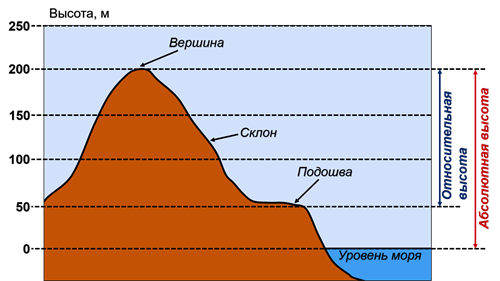 Высота, м
250
200
150
100
50
0
Вершина
Склон
Подошва
Уровень моря
Относительная
высота
Абсолютная высота